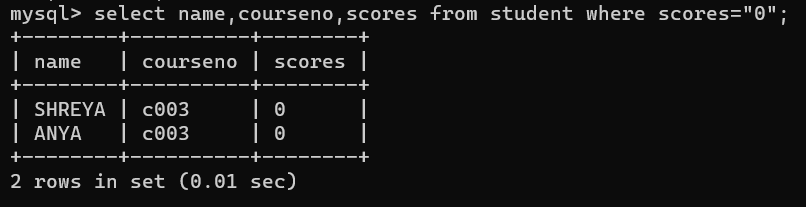 mysql> select name,courseno,scores from student where scores="0";
+--------+----------+--------+
| name   | courseno | scores |
+--------+----------+--------+
| SHREYA | c003     | 0      |
| ANYA   | c003     | 0      |
+--------+----------+--------+
2 rows in set (0.01 sec)